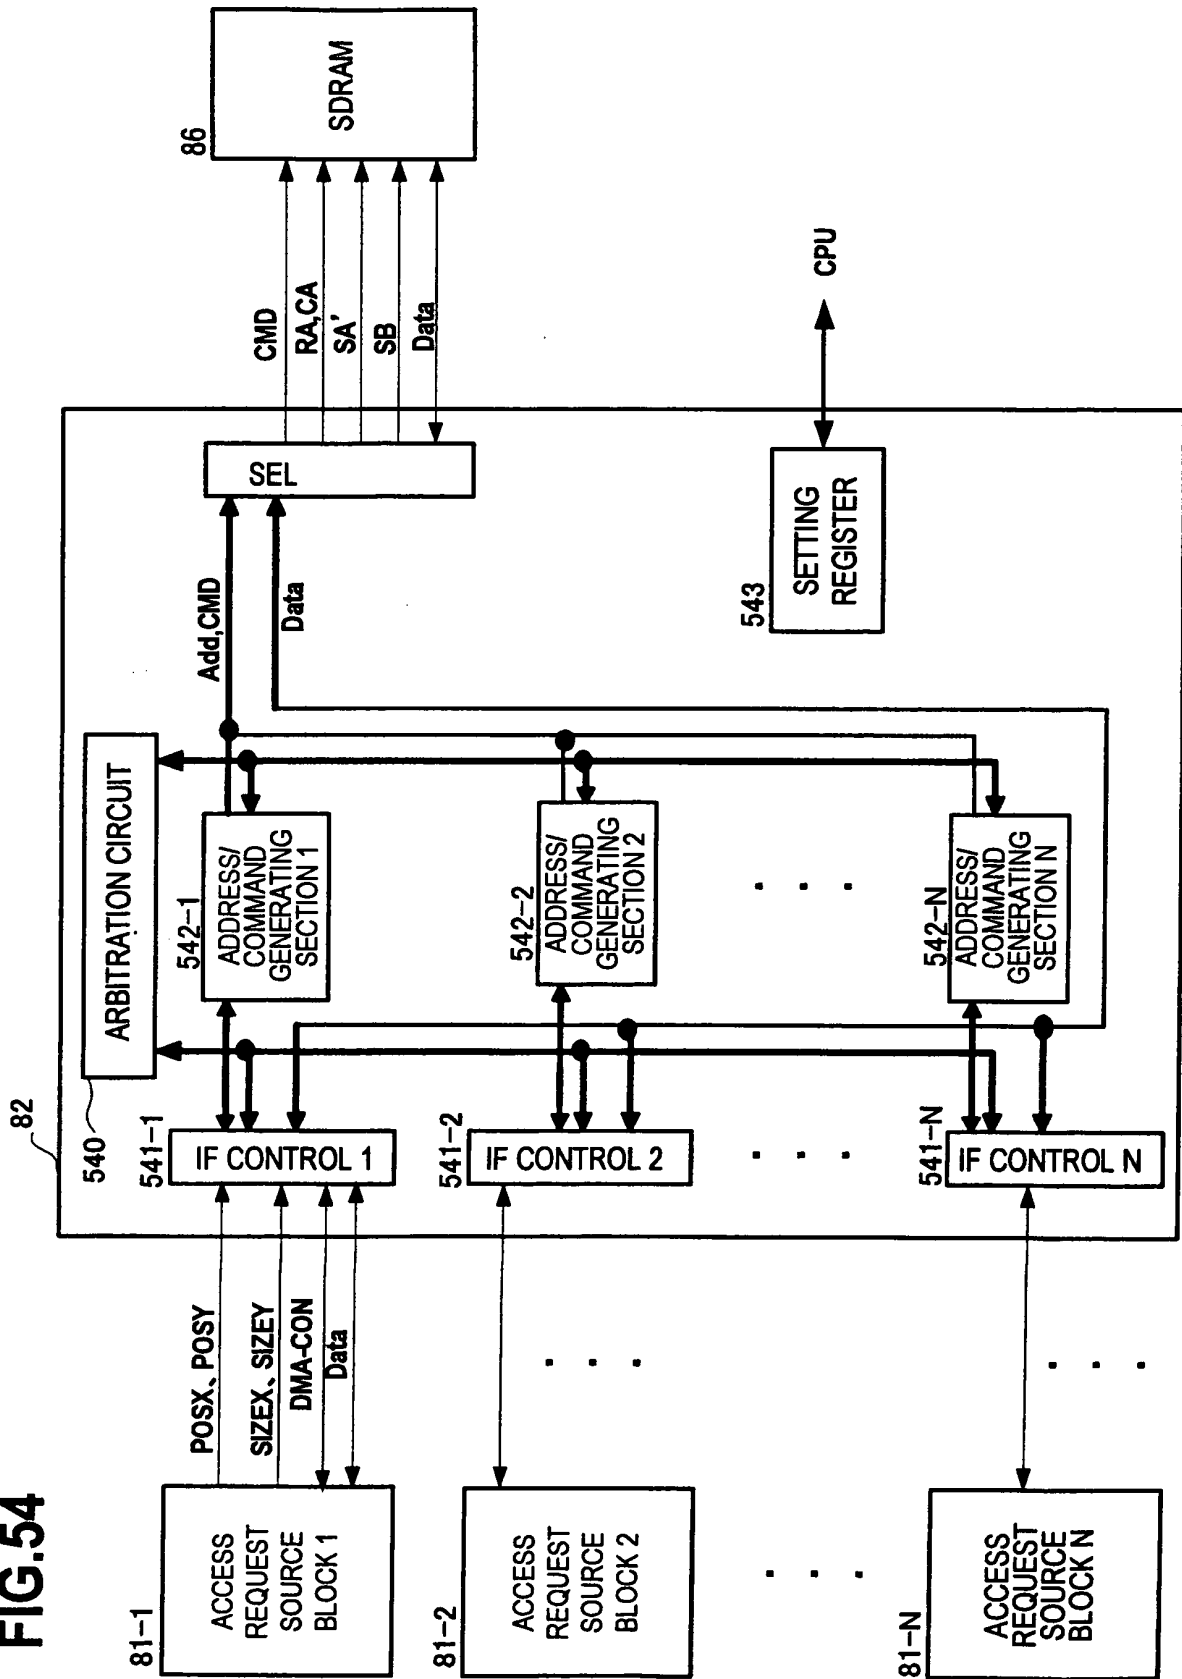 FIG.54
82
540
ARBITRATION CIRCUIT
81-1
ACCESS
REQUEST
SOURCE
BLOCK 1
POSX、POSY
SIZEX、SIZEY
DMA-CON
Data
541-1
IF CONTROL 1
542-1
ADDRESS/
COMMAND
GENERATING
SECTION 1
Add,CMD
Data
SEL
CMD
RA,CA
SA'
SB
Data
86
SDRAM
81-2
ACCESS
REQUEST
SOURCE
BLOCK 2
541-2
IF CONTROL 2
542-2
ADDRESS/
COMMAND
GENERATING
SECTION 2
543
SETTING
REGISTER
CPU
81-N
ACCESS
REQUEST
SOURCE
BLOCK N
541-N
IF CONTROL N
542-N
ADDRESS/
COMMAND
GENERATING
SECTION N